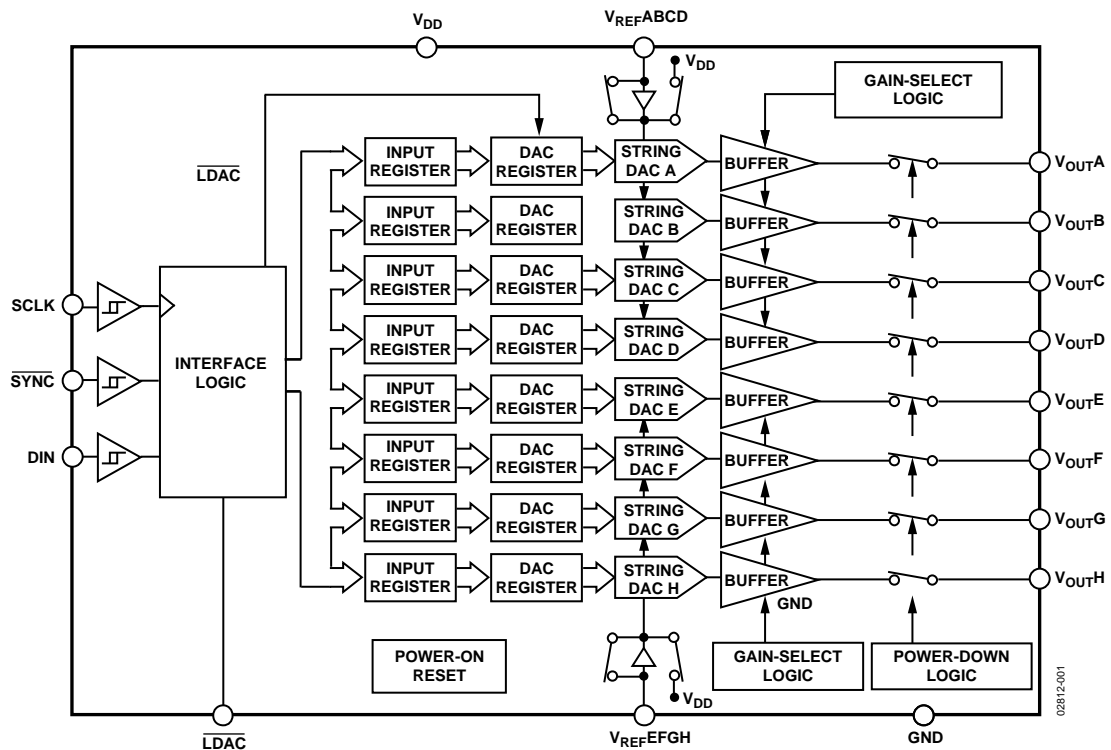 VDD
VREFABCD
VDD
GAIN-SELECT
LOGIC
LDAC
INPUT
REGISTER
DAC
REGISTER
STRING
DAC A
BUFFER
VOUTA
INPUT
REGISTER
DAC
REGISTER
STRING
DAC B
BUFFER
VOUTB
INPUT
REGISTER
DAC
REGISTER
STRING
DAC C
BUFFER
VOUTC
SCLK
INPUT
REGISTER
DAC
REGISTER
STRING
DAC D
BUFFER
VOUTD
INTERFACE
LOGIC
SYNC
INPUT
REGISTER
DAC
REGISTER
STRING
DAC E
BUFFER
VOUTE
DIN
INPUT
REGISTER
DAC
REGISTER
STRING
DAC F
BUFFER
VOUTF
INPUT
REGISTER
DAC
REGISTER
STRING
DAC G
BUFFER
VOUTG
INPUT
REGISTER
DAC
REGISTER
STRING
DAC H
BUFFER
VOUTH
GND
POWER-ON
RESET
GAIN-SELECT
LOGIC
POWER-DOWN
LOGIC
VDD
LDAC
VREFEFGH
GND
02812-001